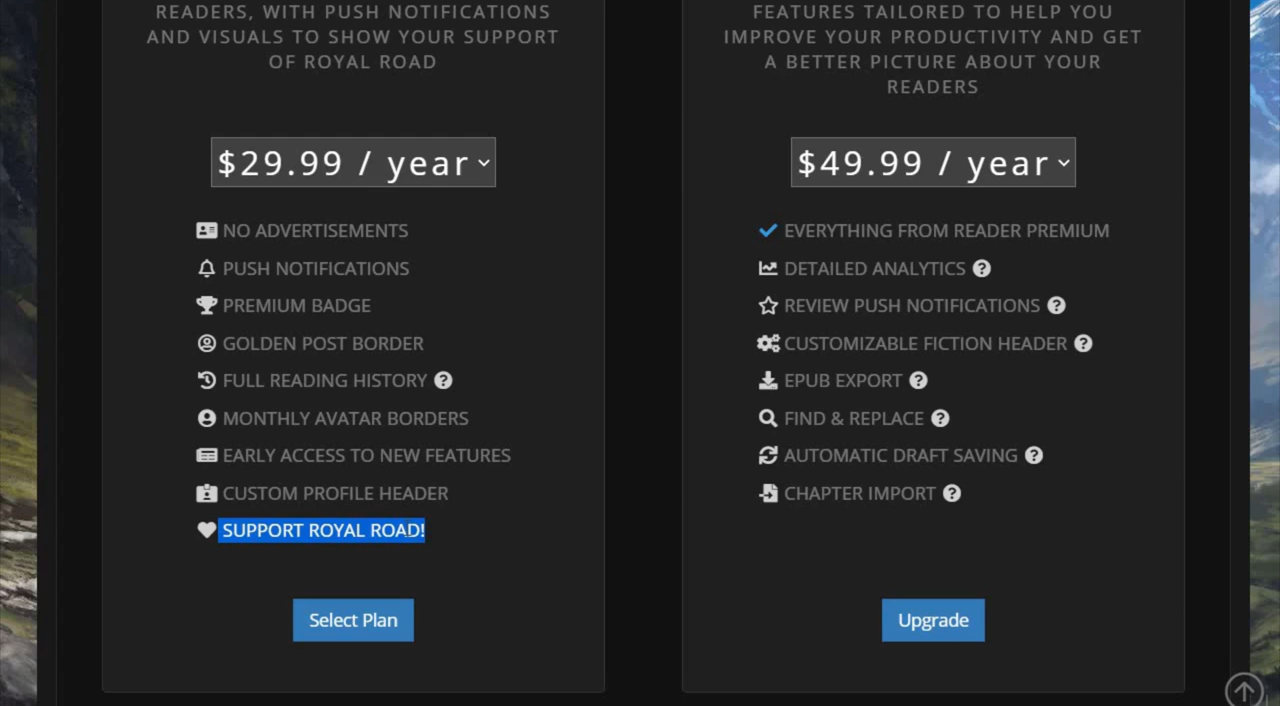 READERS, WITH PUSH NOTIFICATIONS
AND VISUALS TO SHOW YOUR SUPPORT
OF ROYAL ROAD
$29.99 / year
NO ADVERTISEMENTS
PUSH NOTIFICATIONS
PREMIUM BADGE
GOLDEN POST BORDER
FULL READING HISTORY ?
MONTHLY AVATAR BORDERS
EARLY ACCESS TO NEW FEATURES
CUSTOM PROFILE HEADER
SUPPORT ROYAL ROAD!
Select Plan
FEATURES TAILORED TO HELP YOU
IMPROVE YOUR PRODUCTIVITY AND GET
A BETTER PICTURE ABOUT YOUR
READERS
$49.99 / year
EVERYTHING FROM READER PREMIUM
DETAILED ANALYTICS ?
REVIEW PUSH NOTIFICATIONS ?
CUSTOMIZABLE FICTION HEADER ?
EPUB EXPORT ?
FIND & REPLACE ?
AUTOMATIC DRAFT SAVING ?
CHAPTER IMPORT ?
Upgrade